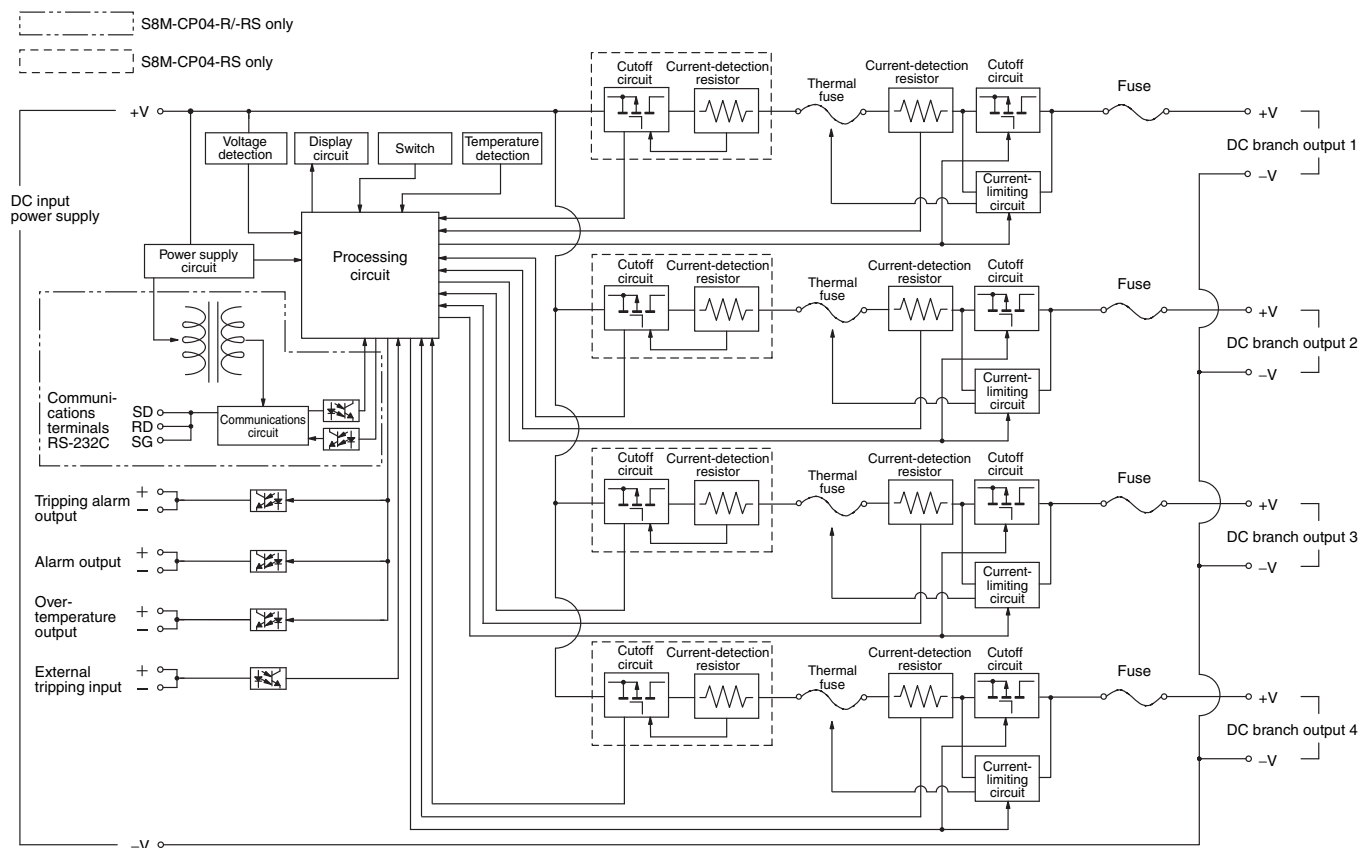 S8M-CP04-R/-RS only
S8M-CP04-RS only
+V
DC input
power supply
Voltage
detection
Display
circuit
Switch
Temperature
detection
Power supply
circuit
Processing
circuit
Communi-
cations
terminals
RS-232C
SD
RD
SG
Communications
circuit
Tripping alarm
output
+
–
Alarm output
+
–
Over-
temperature
output
+
–
External
tripping input
+
–
–V
Cutoff
circuit
Current-detection
resistor
Thermal
fuse
Current-detection
resistor
Cutoff
circuit
Current-
limiting
circuit
Fuse
+V
DC branch output 1
–V
Cutoff
circuit
Current-detection
resistor
Thermal
fuse
Current-detection
resistor
Cutoff
circuit
Current-
limiting
circuit
Fuse
+V
DC branch output 2
–V
Cutoff
circuit
Current-detection
resistor
Thermal
fuse
Current-detection
resistor
Cutoff
circuit
Current-
limiting
circuit
Fuse
+V
DC branch output 3
–V
Cutoff
circuit
Current-detection
resistor
Thermal
fuse
Current-detection
resistor
Cutoff
circuit
Current-
limiting
circuit
Fuse
+V
DC branch output 4
–V